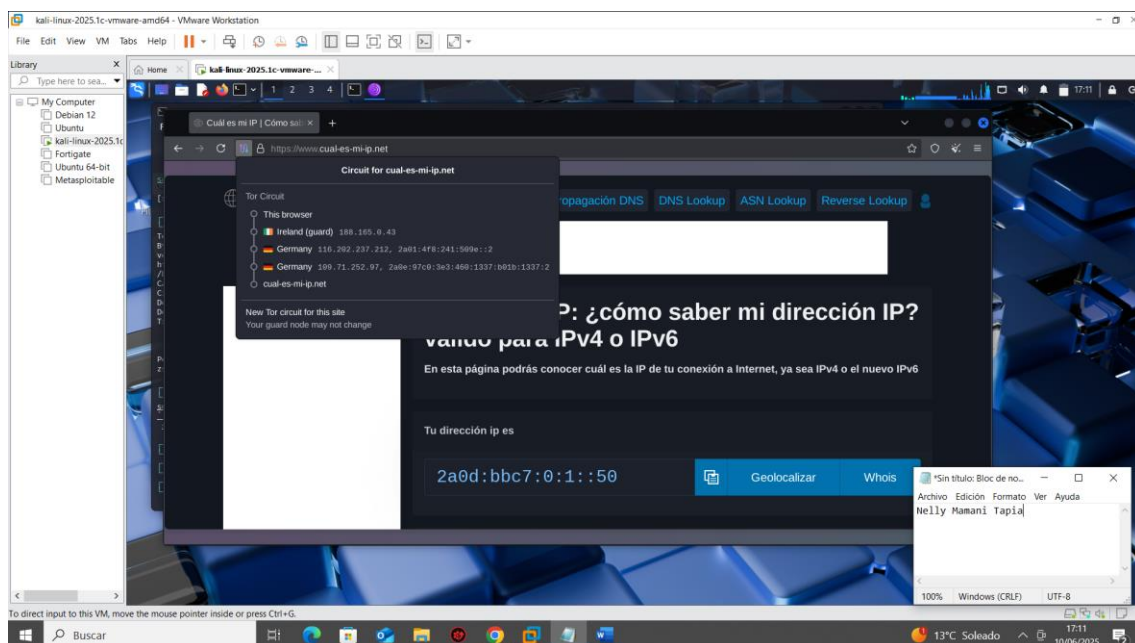 kali-linux-2025.1c-vmware-amd64 - VMware Workstation
File Edit View VM Tabs Help
Library
Type here to sea...
My Computer
Debian 12
Ubuntu
kali-linux-2025.1c
Fortigate
Ubuntu 64-bit
Metasploitable
Home
kali-linux-2025.1c-vmware-...
1 2 3 4
17:11
Cuál es mi IP | Cómo sab
https://www.cual-es-mi-ip.net
Circuit for cual-es-mi-ip.net
Tor Circuit
This browser
Ireland (guard) 188.165.0.43
Germany 116.202.237.212, 2a01:4f8:241:509e::2
Germany 109.71.252.97, 2a0e:97c0:3e3:460:1337:b01b:1337:2
cual-es-mi-ip.net
New Tor circuit for this site
Your guard node may not change
ropagación DNS DNS Lookup ASN Lookup Reverse Lookup
P: ¿cómo saber mi dirección IP?
válido para IPv4 o IPv6
En esta página podrás conocer cuál es la IP de tu conexión a Internet, ya sea IPv4 o el nuevo IPv6
Tu dirección ip es
2a0d:bbc7:0:1::50
Geolocalizar
Whois
*Sin título: Bloc de no...
Archivo Edición Formato Ver Ayuda
Nelly Mamani Tapia
100% Windows (CRLF) UTF-8
To direct input to this VM, move the mouse pointer inside or press Ctrl+G.
Buscar
13°C Soleado
17:11
10/06/2025